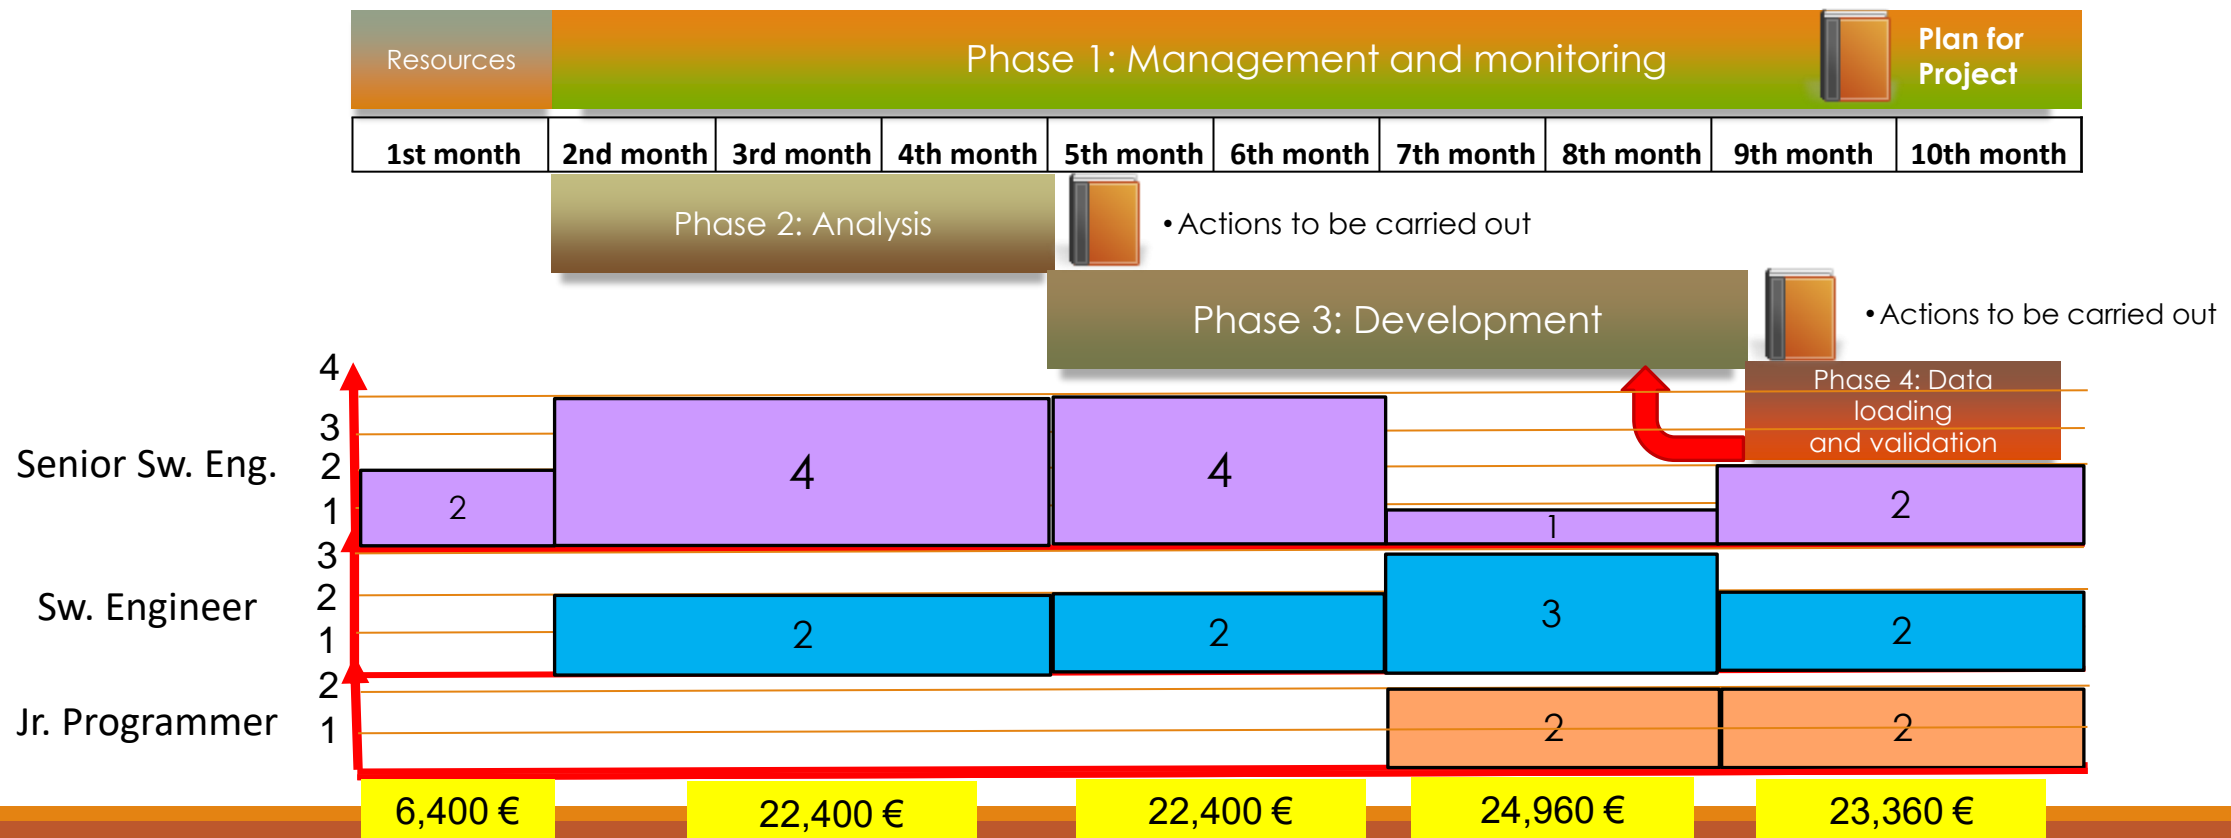 Resources
Phase 1: Management and monitoring
Plan for
Project
1st month
2nd month
3rd month
4th month
5th month
6th month
7th month
8th month
9th month
10th month
Phase 2: Analysis
• Actions to be carried out
Phase 3: Development
• Actions to be carried out
Phase 4: Data
loading
and validation
4
3
2
1
Senior Sw. Eng.
2
4
4
1
2
3
2
1
Sw. Engineer
2
2
3
2
2
1
Jr. Programmer
2
2
6,400 €
22,400 €
22,400 €
24,960 €
23,360 €